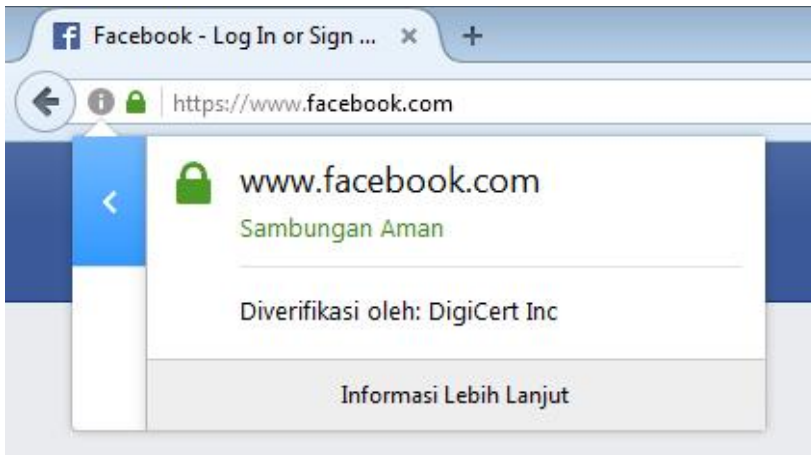 Facebook - Log In or Sign ...
https://www.facebook.com
www.facebook.com
Sambungan Aman
Diverifikasi oleh: DigiCert Inc
Informasi Lebih Lanjut